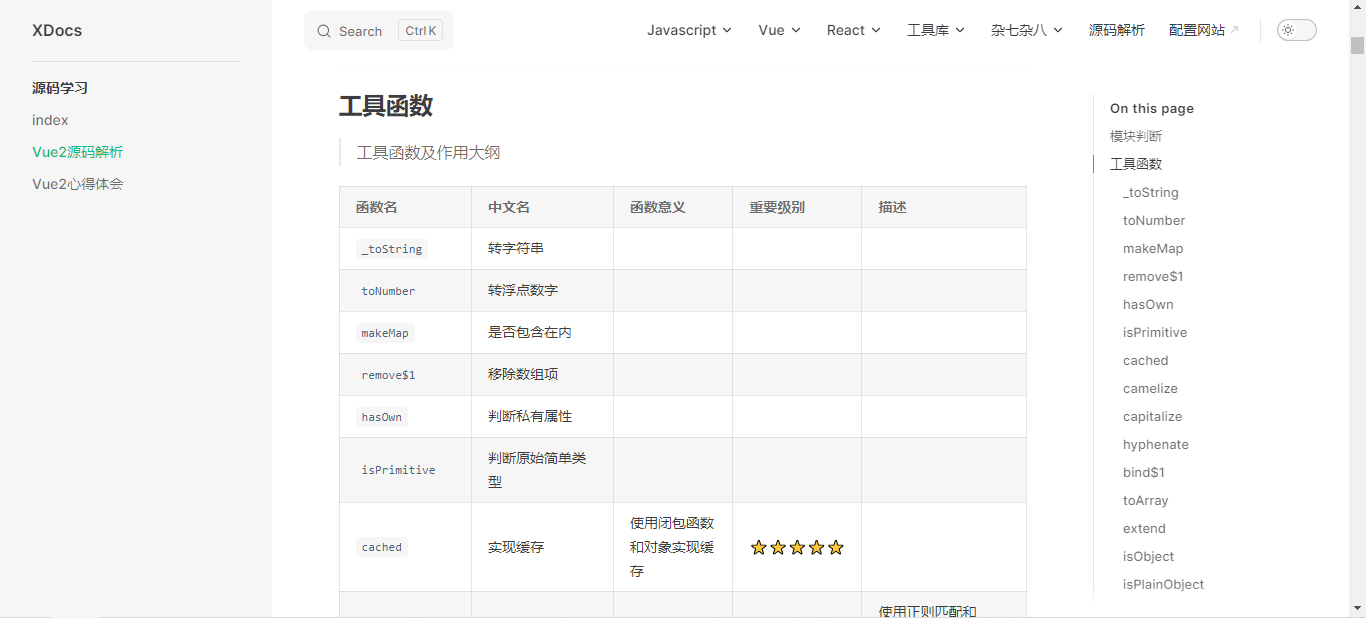 XDocs
Search Ctrl K
Javascript Vue React 工具库 杂七杂八 源码解析 配置网站
源码学习
index
Vue2源码解析
Vue2心得体会
工具函数
工具函数及作用大纲
函数名 中文名 函数意义 重要级别 描述
_toString 转字符串
toNumber 转浮点数字
makeMap 是否包含在内
remove$1 移除数组项
hasOwn 判断私有属性
isPrimitive 判断原始简单类
型
cached 实现缓存 使用闭包函数
和对象实现缓
存
使用正则匹配和
On this page
模块判断
工具函数
_toString
toNumber
makeMap
remove$1
hasOwn
isPrimitive
cached
camelize
capitalize
hyphenate
bind$1
toArray
extend
isObject
isPlainObject